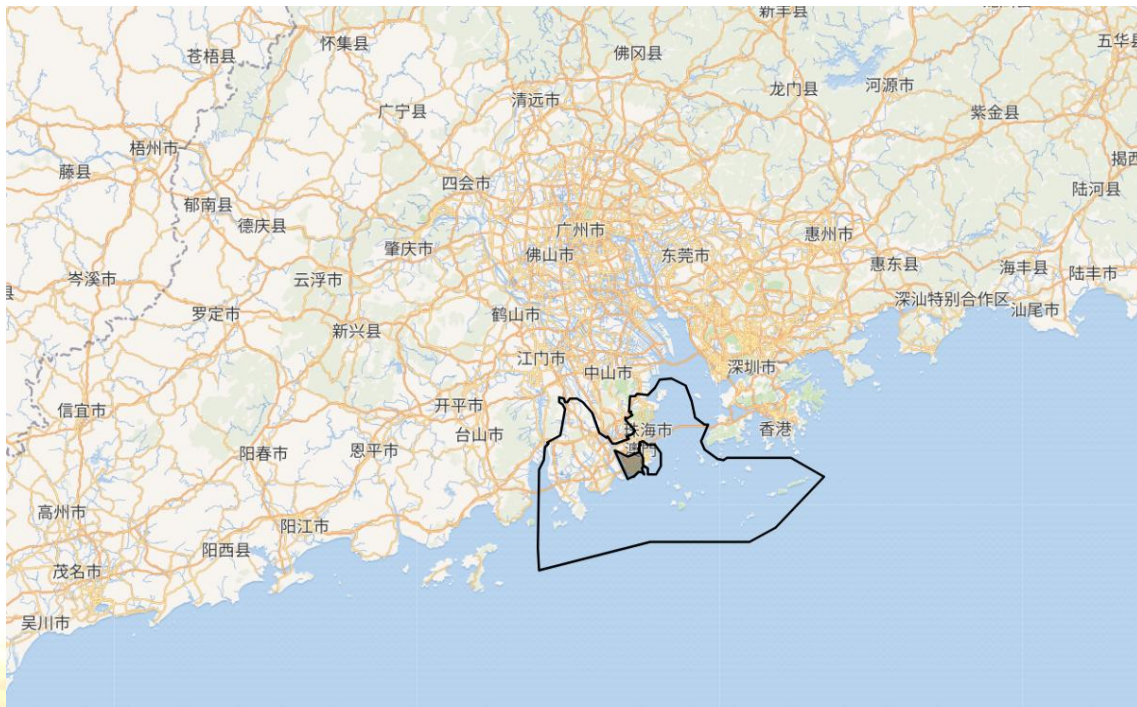 新丰县
五华县
怀集县
苍梧县
佛冈县
龙门县
河源市
清远市
广宁县
紫金县
梧州市
揭西
藤县
四会市
陆河县
郁南县
德庆县
广州市
惠州市
肇庆市
佛山市
东莞市
惠东县
海丰县
陆丰市
岑溪市
云浮市
县
深汕特别合作区
汕尾市
罗定市
新兴县
鹤山市
江门市
中山市
深圳市
信宜市
开平市
台山市
珠海市
香港
澳門
阳春市
恩平市
高州市
阳江市
阳西县
茂名市
吴川市